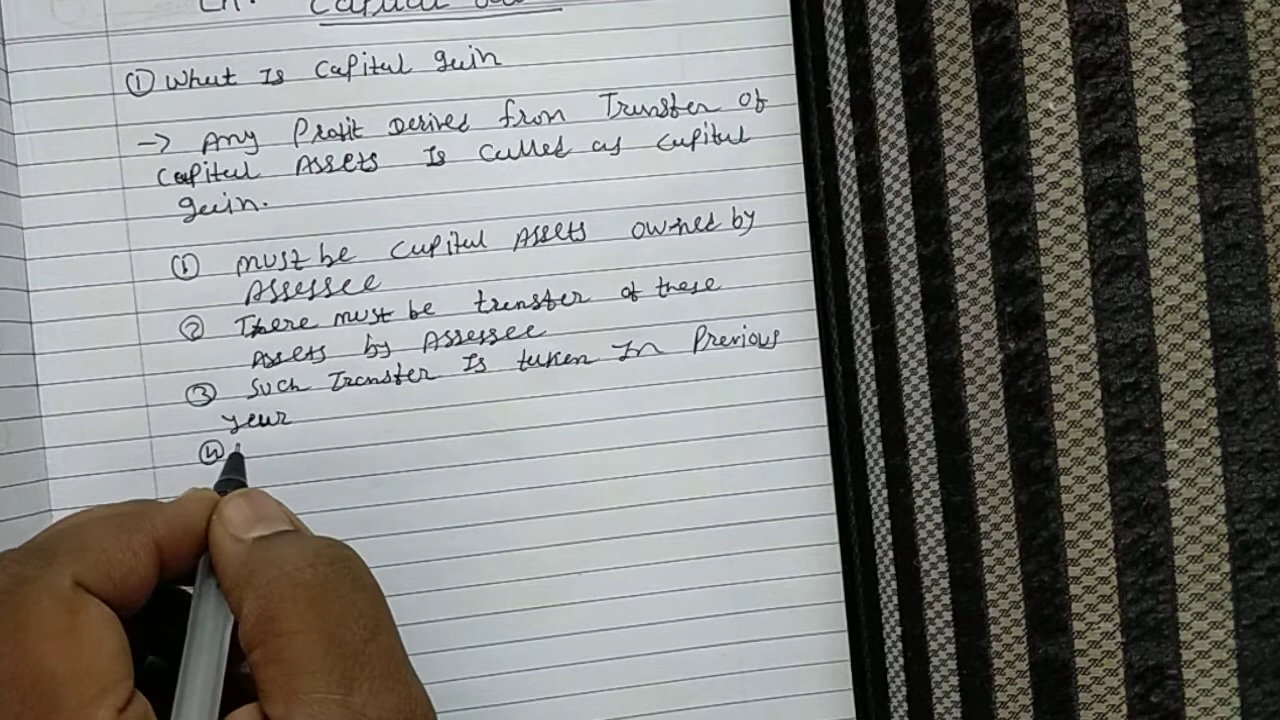 CH: Capital
① What Is Capital gain
→ Any Profit Derives from Transfer Of
Capital Assets Is Called as Capital
gain.
① must be Capital Assets owned by
Assessee
② There must be transfer of these
Assets by Assessee
③ Such Transfer Is taken In Previous
year
④